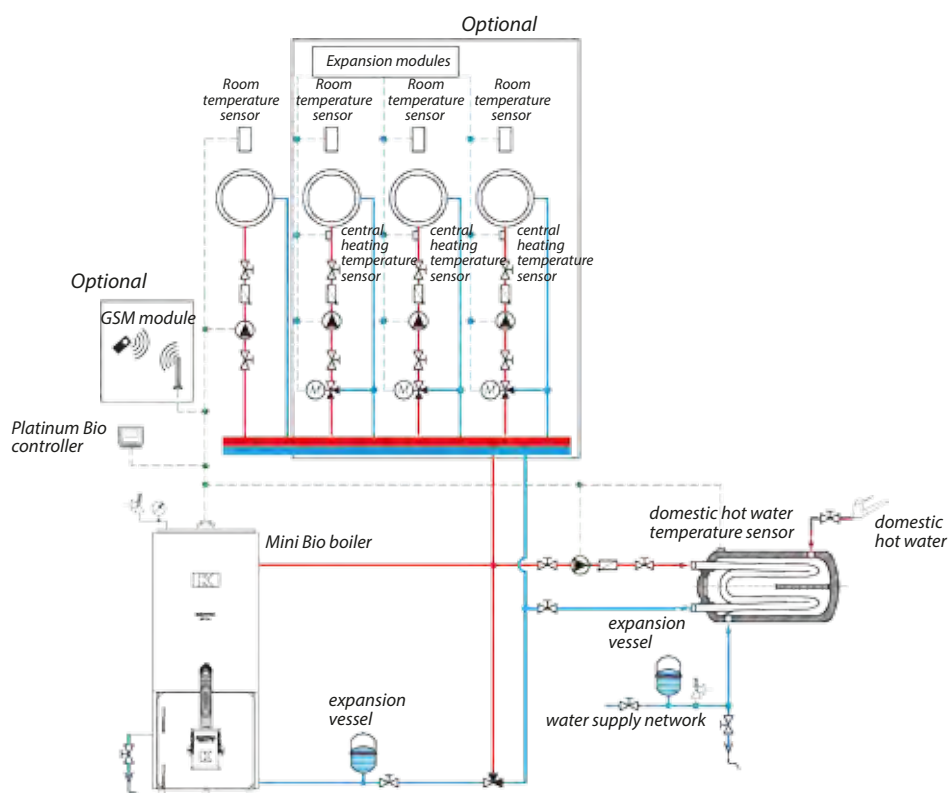 Optional
Expansion modules
Room
temperature
sensor
Room
temperature
sensor
Room
temperature
sensor
Room
temperature
sensor
central
heating
temperature
sensor
central
heating
temperature
sensor
central
heating
temperature
sensor
M
M
M
Optional
GSM module
Platinum Bio
controller
Mini Bio boiler
K
K
domestic hot water
temperature sensor
domestic
hot water
expansion
vessel
water supply network
expansion
vessel